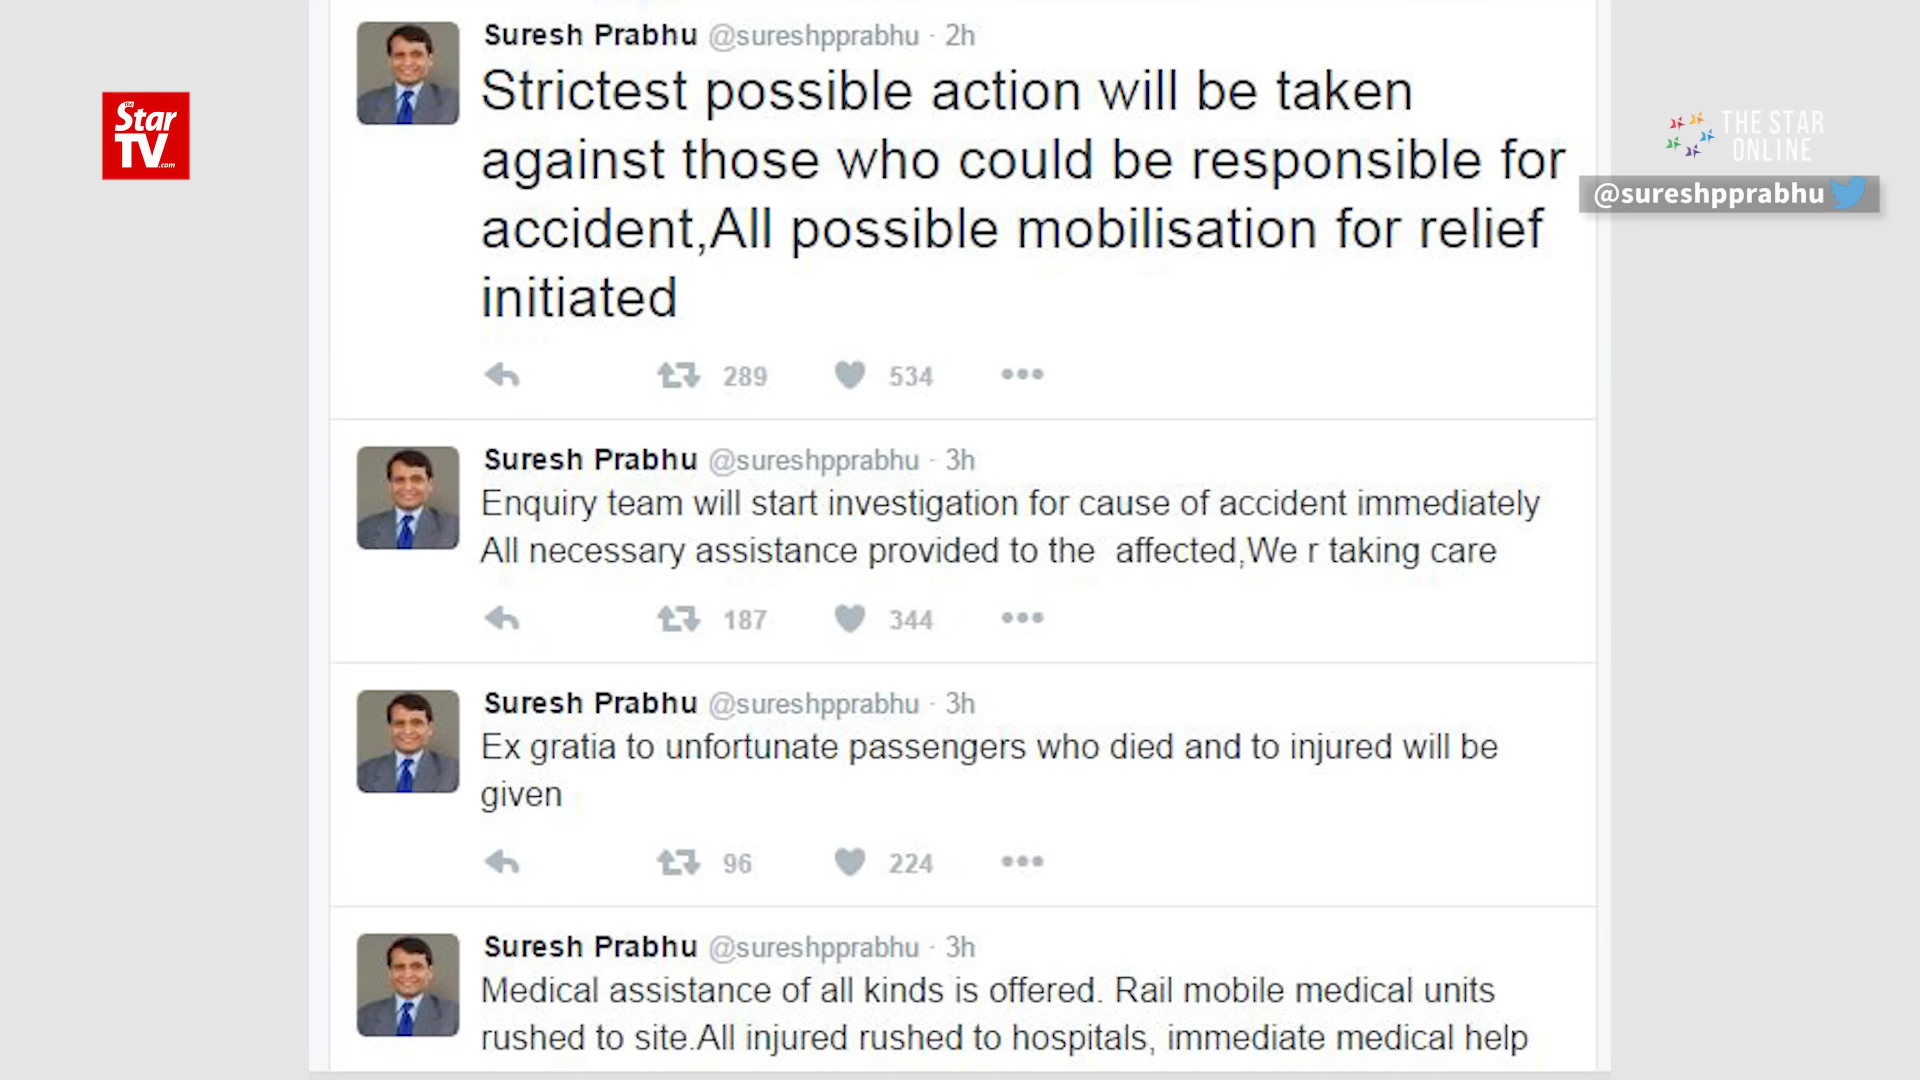 Suresh Prabhu @sureshpprabhu · 2h
Strictest possible action will be taken
against those who could be responsible for
accident,All possible mobilisation for relief
initiated
289 534
Suresh Prabhu @sureshpprabhu · 3h
Enquiry team will start investigation for cause of accident immediately
All necessary assistance provided to the  affected,We r taking care
187 344
Suresh Prabhu @sureshpprabhu · 3h
Ex gratia to unfortunate passengers who died and to injured will be
given
96 224
Suresh Prabhu @sureshpprabhu · 3h
Medical assistance of all kinds is offered. Rail mobile medical units
rushed to site.All injured rushed to hospitals, immediate medical help
The
Star
TV.com
THE STAR
ONLINE
@sureshpprabhu